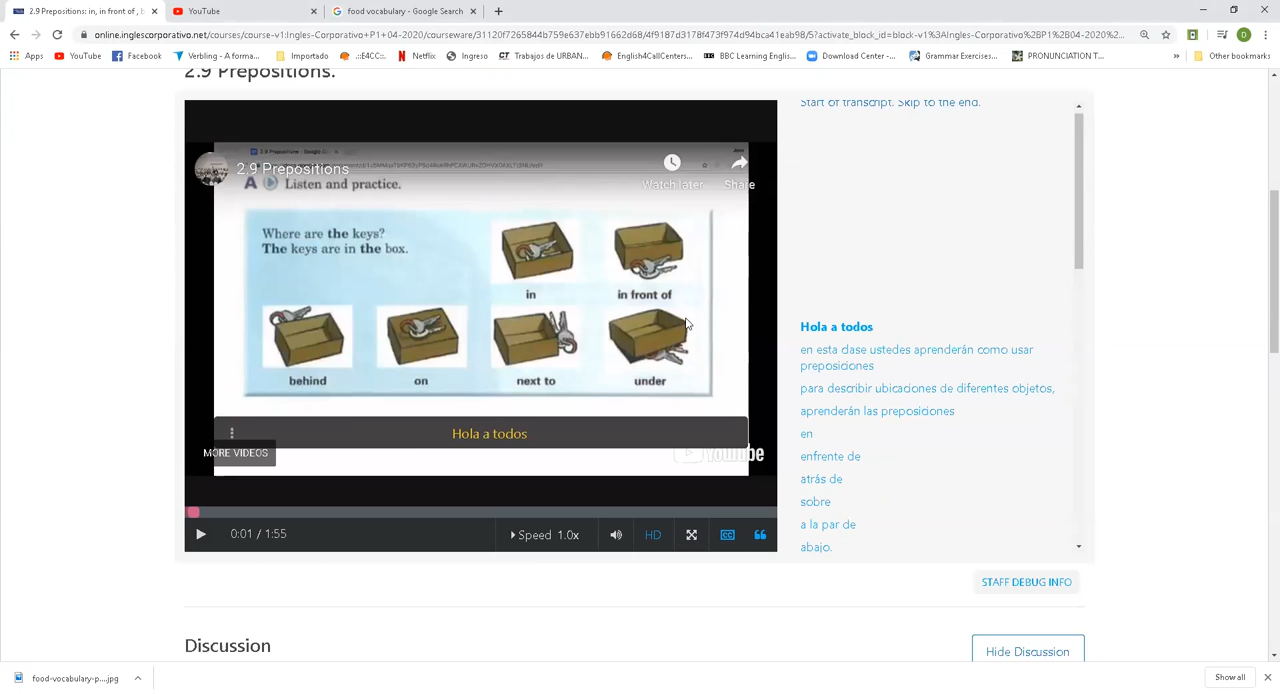 2.9 Prepositions: in, in front of , b
YouTube
food vocabulary - Google Search
online.inglescorporativo.net/courses/course-v1:Ingles-Corporativo+P1+04-2020/courseware/31120f7265844b759e637ebb91662d68/4f9187d3178f473f974d94bca41eab98/5?activate_block_id=block-v1%3AIngles-Corporativo%2BP1%2B04-2020%2...
Apps YouTube Facebook Verbling - A forma... Netflix Ingreso Importado .::E4CC::. Trabajos de URBAN... English4CallCenters... BBC Learning Engli... Download Center -... Grammar Exercises... PRONUNCIATION T... » Other bookmarks
2.9 Prepositions.
2.9 Prepositions
Watch later Share
A Listen and practice.
Where are the keys?
The keys are in the box.
in in front of
behind on next to under
Hola a todos
MORE VIDEOS
YouTube
0:01 / 1:55 Speed 1.0x HD
Start of transcript. Skip to the end.
Hola a todos
en esta clase ustedes aprenderán como usar
preposiciones
para describir ubicaciones de diferentes objetos,
aprenderán las preposiciones
en
enfrente de
atrás de
sobre
a la par de
abajo.
STAFF DEBUG INFO
Discussion
Hide Discussion
food-vocabulary-p....jpg
Show all